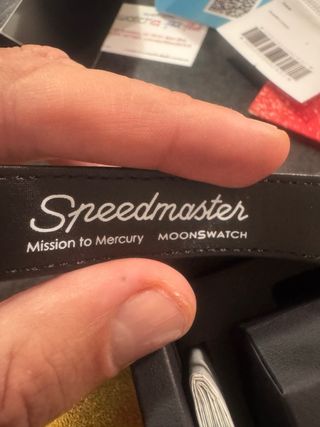 Speedmaster
Mission to Mercury MOONSWATCH